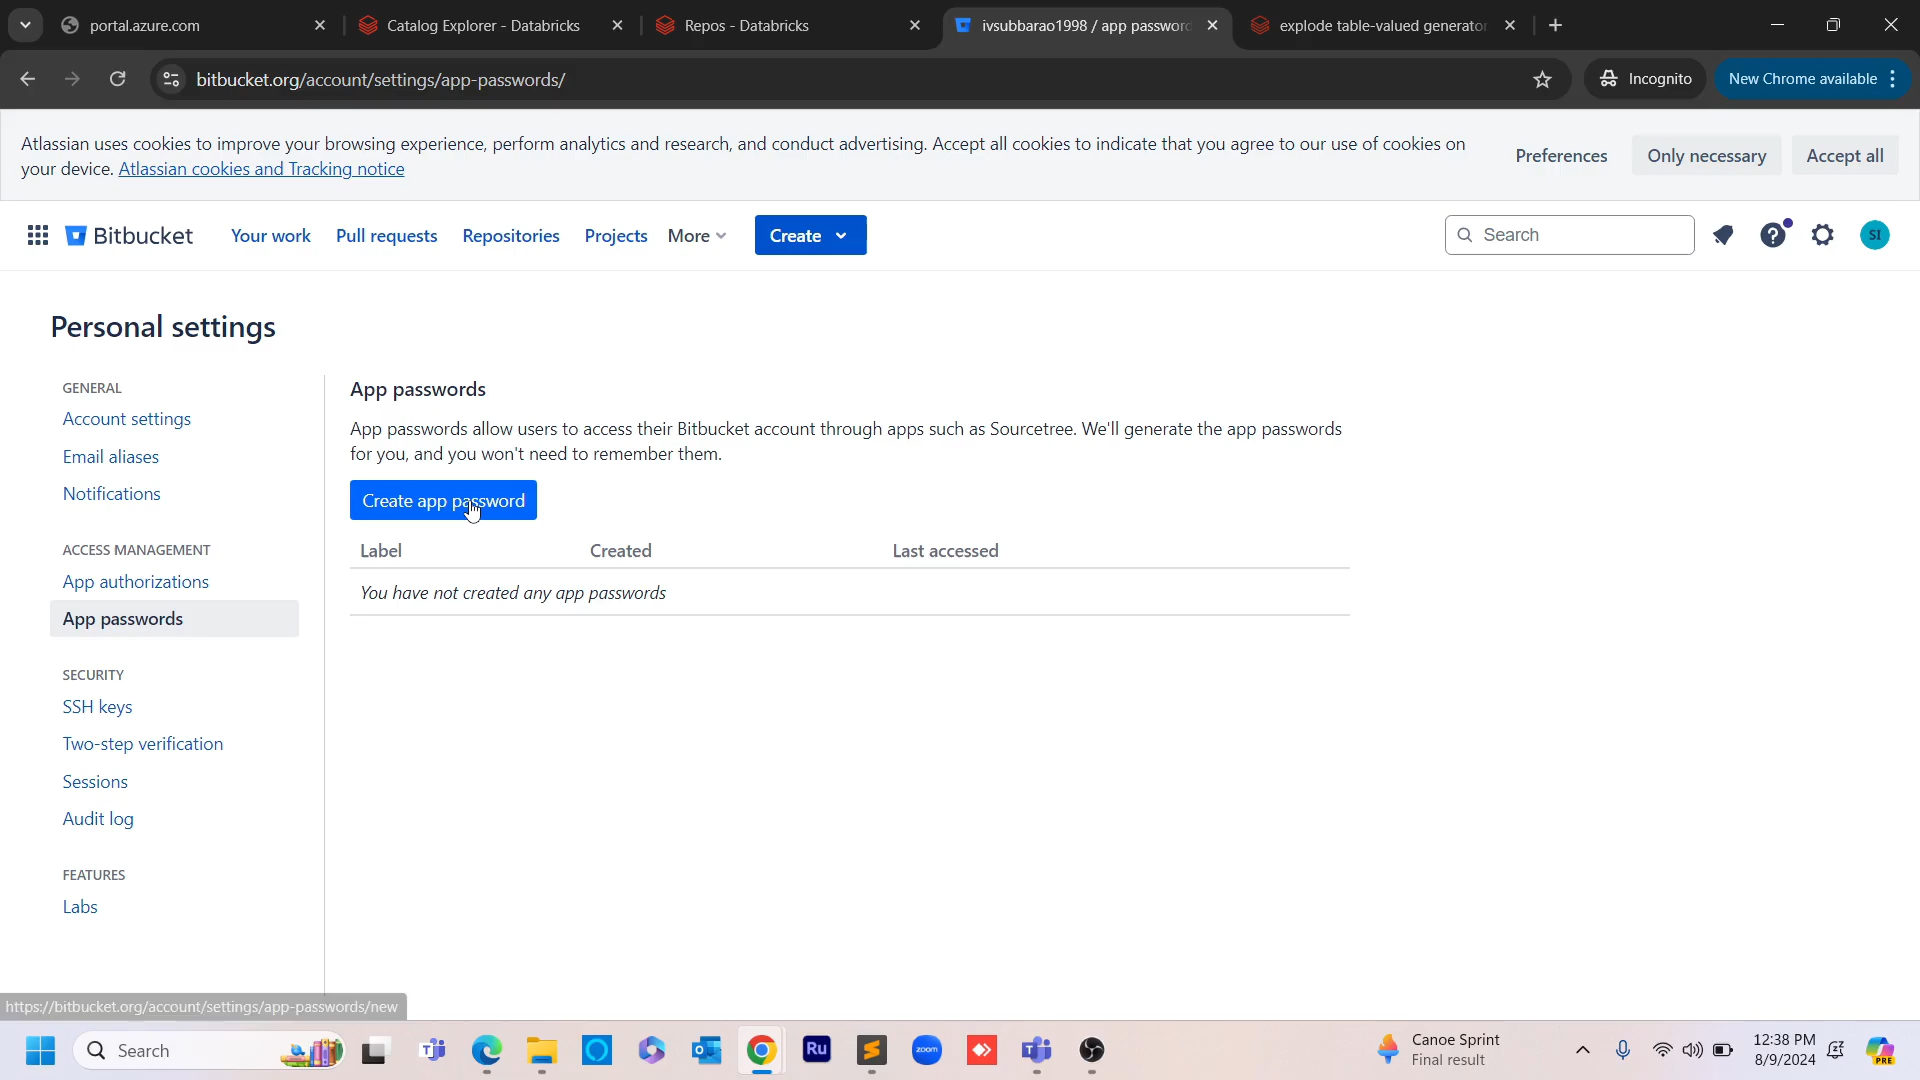 portal.azure.com
Catalog Explorer - Databricks
Repos - Databricks
ivsubbarao1998 / app password
explode table-valued generator
bitbucket.org/account/settings/app-passwords/
Incognito
New Chrome available
Atlassian uses cookies to improve your browsing experience, perform analytics and research, and conduct advertising. Accept all cookies to indicate that you agree to our use of cookies on
your device. Atlassian cookies and Tracking notice
Preferences
Only necessary
Accept all
Bitbucket
Your work
Pull requests
Repositories
Projects
More
Create
Search
SI
Personal settings
GENERAL
Account settings
Email aliases
Notifications
ACCESS MANAGEMENT
App authorizations
App passwords
SECURITY
SSH keys
Two-step verification
Sessions
Audit log
FEATURES
Labs
App passwords
App passwords allow users to access their Bitbucket account through apps such as Sourcetree. We'll generate the app passwords
for you, and you won't need to remember them.
Create app password
Label Created Last accessed
You have not created any app passwords
https://bitbucket.org/account/settings/app-passwords/new
Search
Ru
zoom
Canoe Sprint
Final result
12:38 PM
8/9/2024
PRE